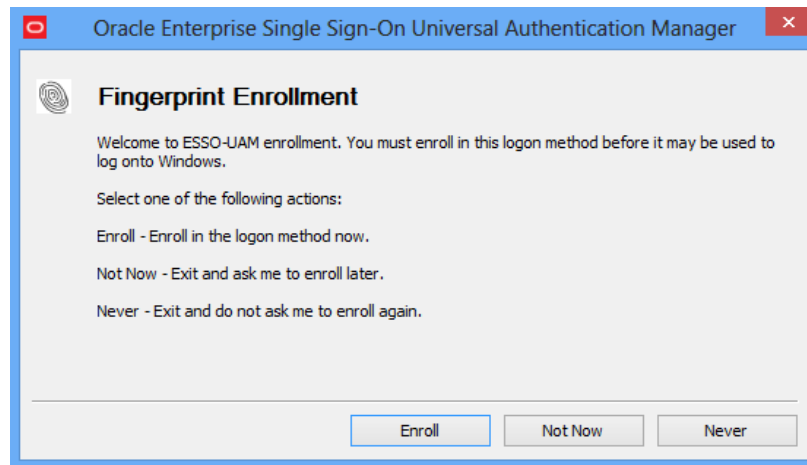 Oracle Enterprise Single Sign-On Universal Authentication Manager
Fingerprint Enrollment
Welcome to ESSO-UAM enrollment. You must enroll in this logon method before it may be used to
log onto Windows.
Select one of the following actions:
Enroll - Enroll in the logon method now.
Not Now - Exit and ask me to enroll later.
Never - Exit and do not ask me to enroll again.
Enroll Not Now Never